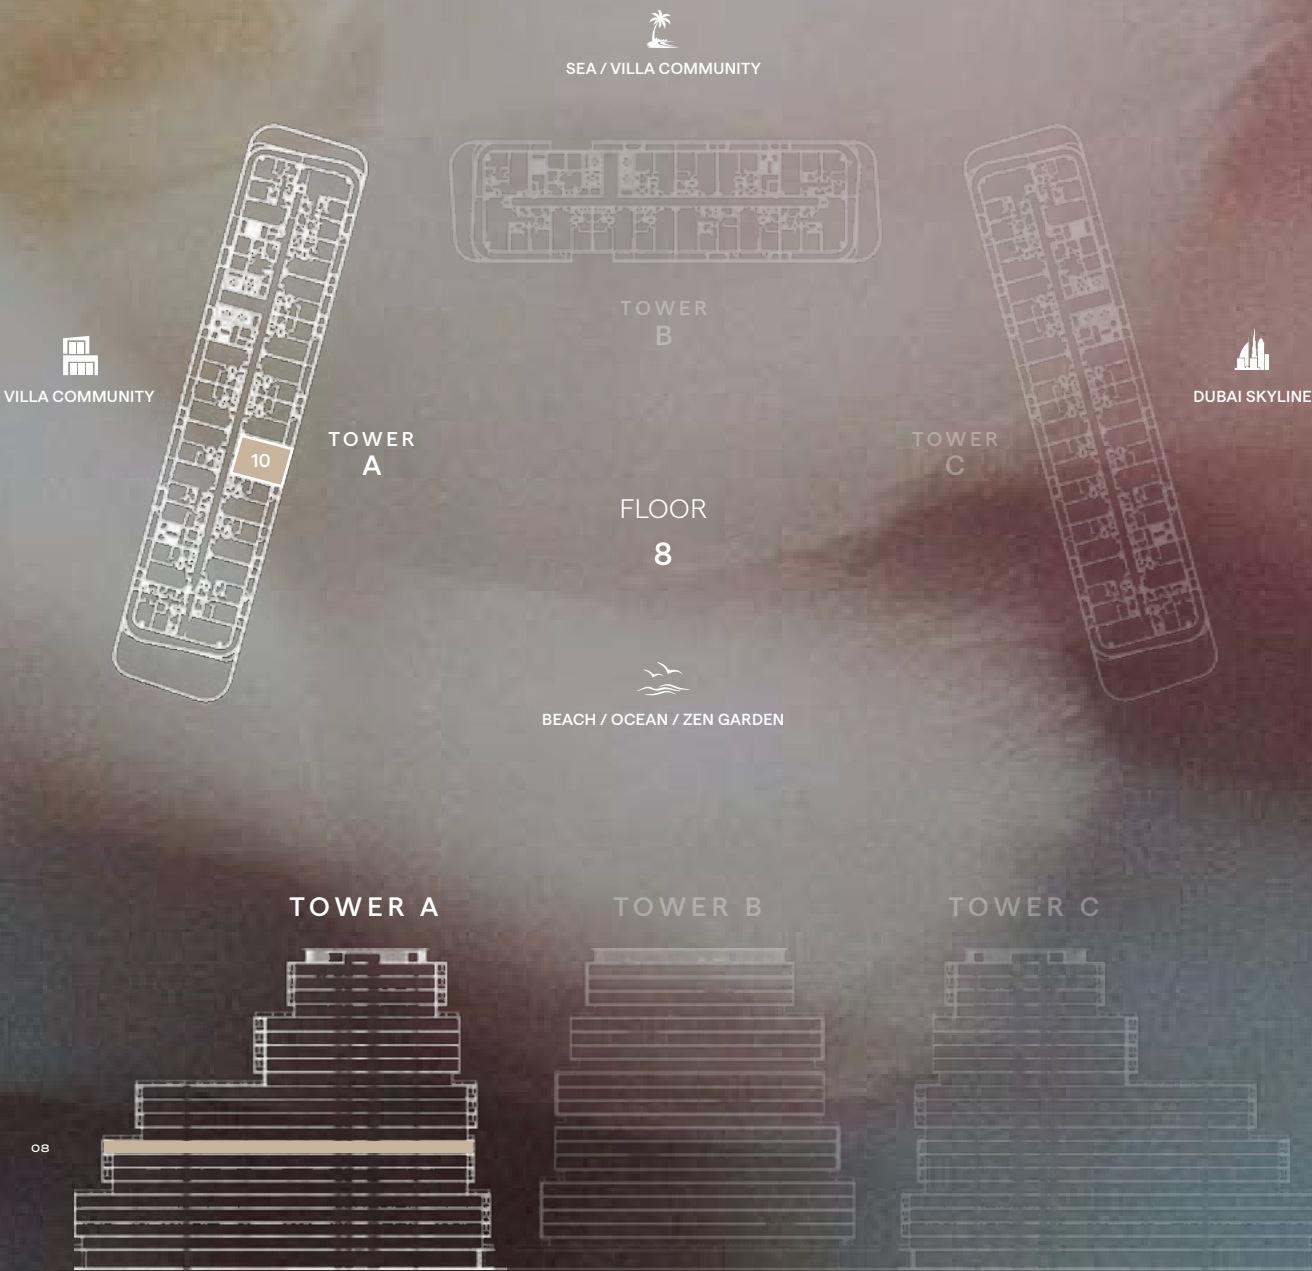 SEA / VILLA COMMUNITY
TOWER
B
VILLA COMMUNITY
DUBAI SKYLINE
TOWER
A
TOWER
C
10
FLOOR
8
BEACH / OCEAN / ZEN GARDEN
TOWER A
TOWER B
TOWER C
08